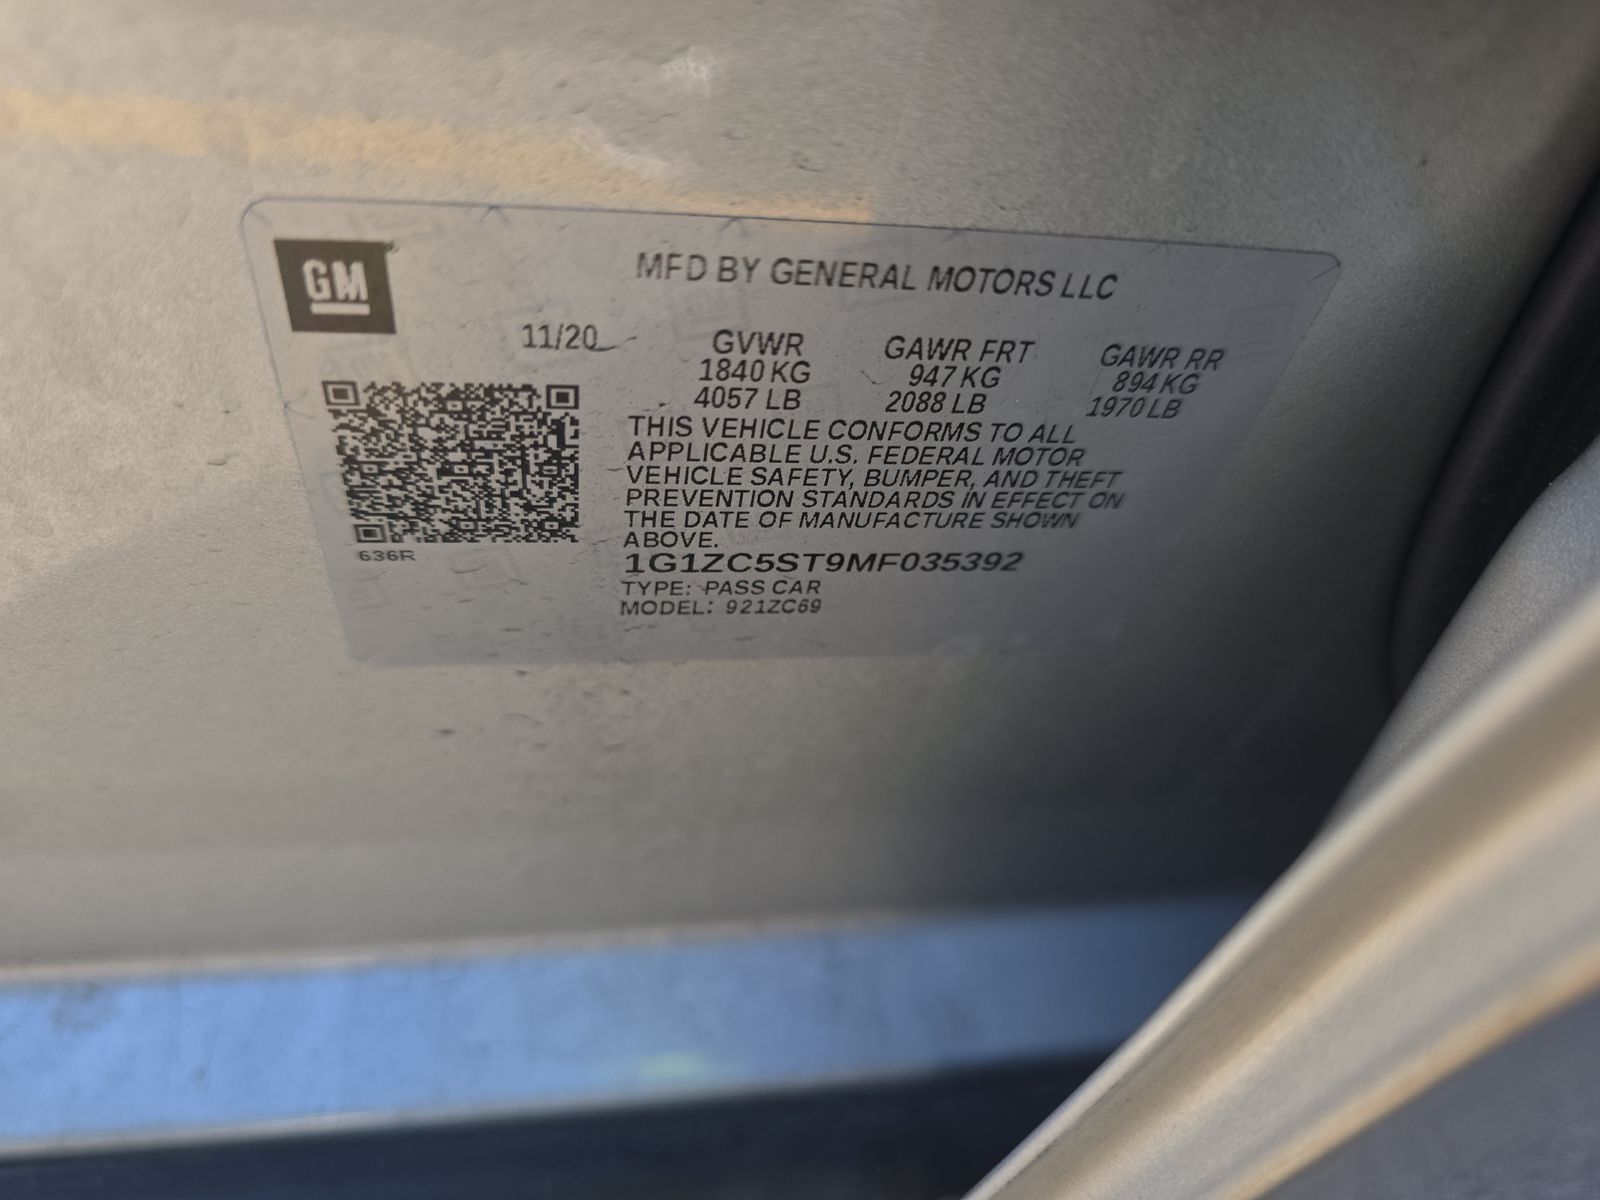 GM
MFD BY GENERAL MOTORS LLC
11/20 GVWR GAWR FRT GAWR RR
1840 KG 947 KG 894 KG
4057 LB 2088 LB 1970 LB
THIS VEHICLE CONFORMS TO ALL
APPLICABLE U.S. FEDERAL MOTOR
VEHICLE SAFETY, BUMPER, AND THEFT
PREVENTION STANDARDS IN EFFECT ON
THE DATE OF MANUFACTURE SHOWN
ABOVE.
636R
1G1ZC5ST9MF035392
TYPE: PASS CAR
MODEL: 921ZC69